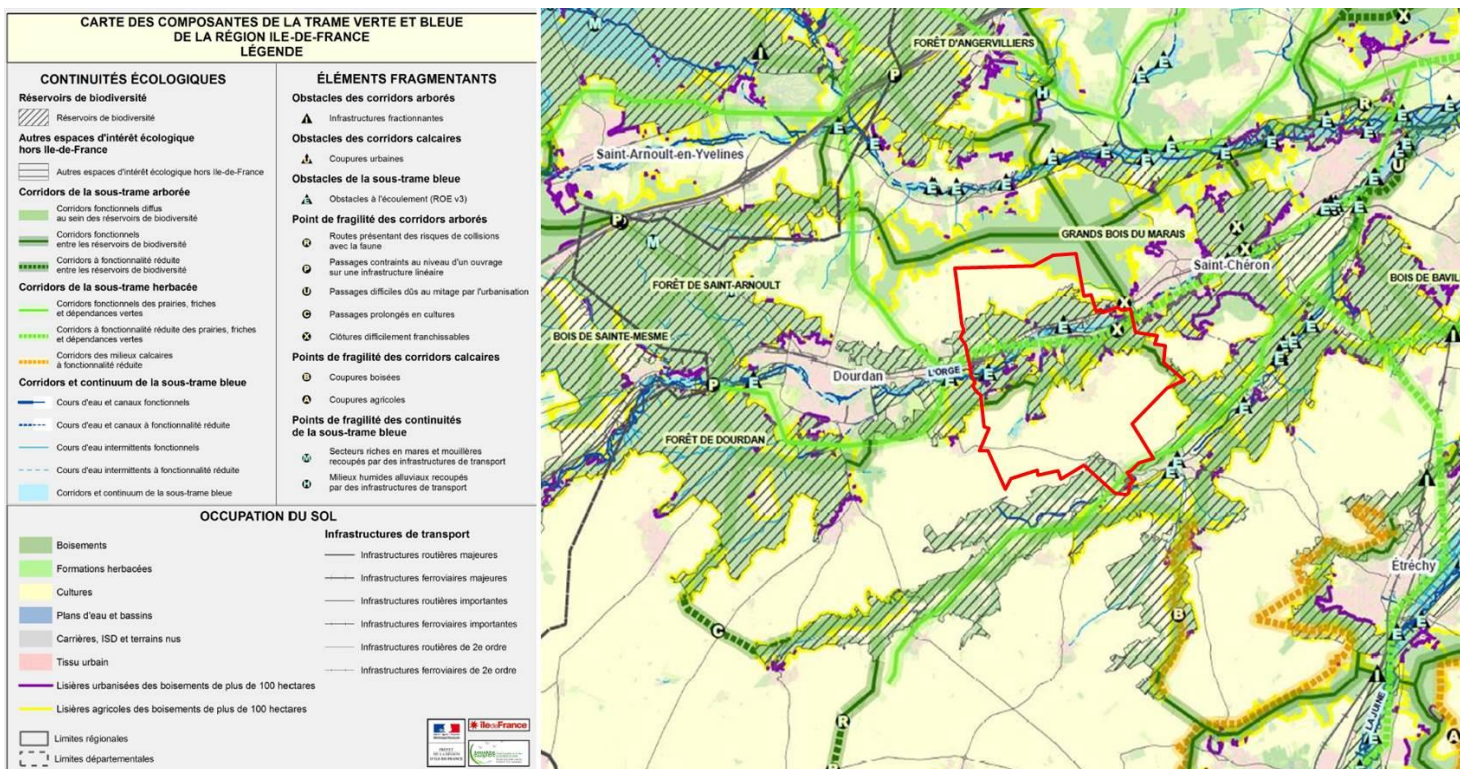 CARTE DES COMPOSANTES DE LA TRAME VERTE ET BLEUE
DE LA RÉGION ILE-DE-FRANCE
LÉGENDE
CONTINUITÉS ÉCOLOGIQUES
Réservoirs de biodiversité
Réservoirs de biodiversité
Autres espaces d'intérêt écologique
hors Ile-de-France
Autres espaces d'intérêt écologique hors Ile-de-France
Corridors de la sous-trame arborée
Corridors fonctionnels diffus
au sein des réservoirs de biodiversité
Corridors fonctionnels
entre les réservoirs de biodiversité
Corridors à fonctionnalité réduite
entre les réservoirs de biodiversité
Corridors de la sous-trame herbacée
Corridors fonctionnels des prairies, friches
et dépendances vertes
Corridors à fonctionnalité réduite des prairies, friches
et dépendances vertes
Corridors des milieux calcaires
à fonctionnalité réduite
Corridors et continuum de la sous-trame bleue
Cours d'eau et canaux fonctionnels
Cours d'eau et canaux à fonctionnalité réduite
Cours d'eau intermittents fonctionnels
Cours d'eau intermittents à fonctionnalité réduite
Corridors et continuum de la sous-trame bleue
ÉLÉMENTS FRAGMENTANTS
Obstacles des corridors arborés
Infrastructures fractionnantes
Obstacles des corridors calcaires
Coupures urbaines
Obstacles de la sous-trame bleue
E
Obstacles à l'écoulement (ROE v3)
Point de fragilité des corridors arborés
R
Routes présentant des risques de collisions
avec la faune
P
Passages contraints au niveau d'un ouvrage
sur une infrastructure linéaire
U
Passages difficiles dûs au mitage par l'urbanisation
C
Passages prolongés en cultures
X
Clôtures difficilement franchissables
Points de fragilité des corridors calcaires
B
Coupures boisées
A
Coupures agricoles
Points de fragilité des continuités
de la sous-trame bleue
M
Secteurs riches en mares et mouillères
recoupés par des infrastructures de transport
H
Milieux humides alluviaux recoupés
par des infrastructures de transport
OCCUPATION DU SOL
Boisements
Formations herbacées
Cultures
Plans d'eau et bassins
Carrières, ISD et terrains nus
Tissu urbain
Lisières urbanisées des boisements de plus de 100 hectares
Lisières agricoles des boisements de plus de 100 hectares
Limites régionales
Limites départementales
Infrastructures de transport
Infrastructures routières majeures
Infrastructures ferroviaires majeures
Infrastructures routières importantes
Infrastructures ferroviaires importantes
Infrastructures routières de 2e ordre
Infrastructures ferroviaires de 2e ordre
île de France
FORÊT D'ANGERVILLIERS
Saint-Arnoult-en-Yvelines
GRANDS BOIS DU MARAIS
Saint-Chéron
BOIS DE BAVIL
FORÊT DE SAINT-ARNOULT
BOIS DE SAINTE-MESME
Dourdan
L'ORGE
FORÊT DE DOURDAN
Étréchy
LA JUINE